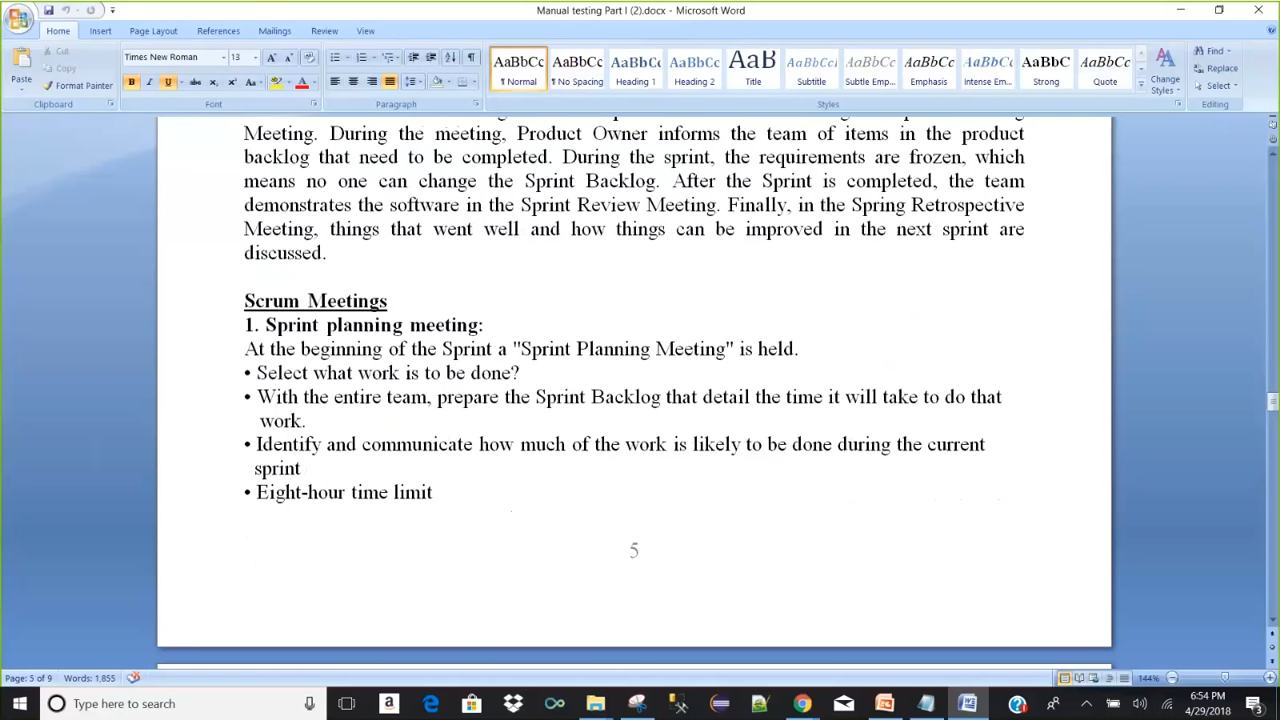 Manual testing Part I (2).docx - Microsoft Word
Home Insert Page Layout References Mailings Review View
Paste
Cut
Copy
Format Painter
Clipboard
Times New Roman 13
Font
Paragraph
AaBbCc AaBbCc AaBbCc AaBbCc AaB AaBbCc AaBbCc AaBbCc AaBbCc AaBbCc AaBbCc
¶ Normal ¶ No Spacing Heading 1 Heading 2 Title Subtitle Subtle Emp... Emphasis Intense Em... Strong Quote
Change Styles
Styles
Find
Replace
Select
Editing
Meeting. During the meeting, Product Owner informs the team of items in the product
backlog that need to be completed. During the sprint, the requirements are frozen, which
means no one can change the Sprint Backlog. After the Sprint is completed, the team
demonstrates the software in the Sprint Review Meeting. Finally, in the Spring Retrospective
Meeting, things that went well and how things can be improved in the next sprint are
discussed.
Scrum Meetings
1. Sprint planning meeting:
At the beginning of the Sprint a "Sprint Planning Meeting" is held.
• Select what work is to be done?
• With the entire team, prepare the Sprint Backlog that detail the time it will take to do that
work.
• Identify and communicate how much of the work is likely to be done during the current
sprint
• Eight-hour time limit
5
Page: 5 of 9 Words: 1,855 144%
Type here to search
6:54 PM
4/29/2018